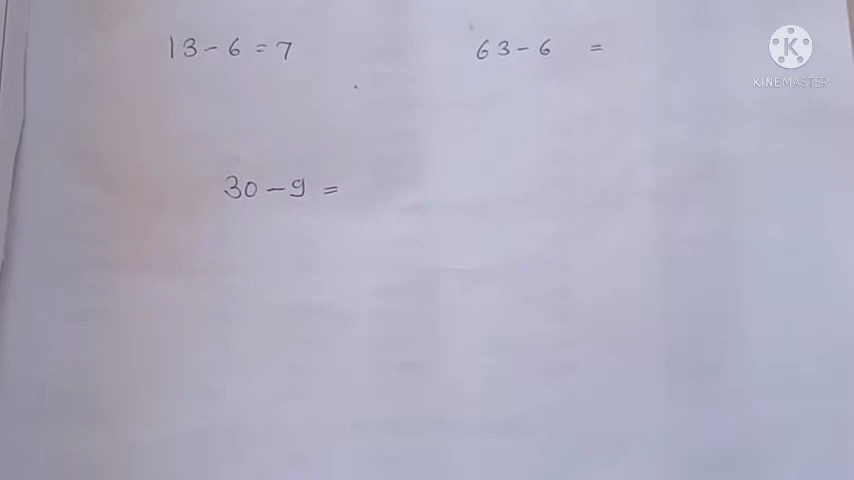 13 - 6 = 7
63 - 6 =
30 - 9 =
KINEMASTER